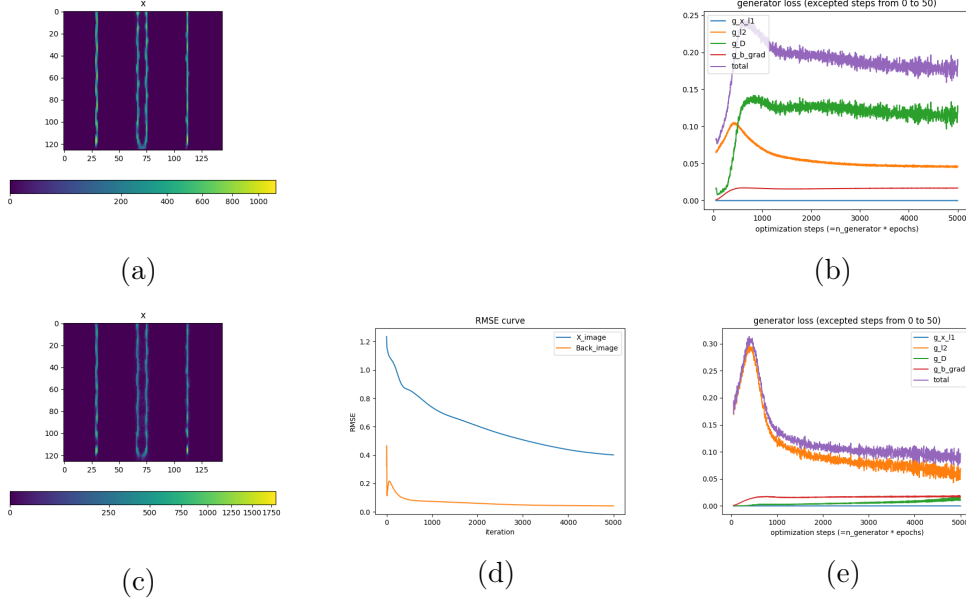 x
0
20
40
60
80
100
120
0 25 50 75 100 125
0 200 400 600 800 1000
(a)
generator loss (excepted steps from 0 to 50)
0.25
0.20
0.15
0.10
0.05
0.00
g_x_l1
g_l2
g_D
g_b_grad
total
0 1000 2000 3000 4000 5000
optimization steps (=n_generator * epochs)
(b)
x
0
20
40
60
80
100
120
0 25 50 75 100 125
0 250 500 750 1000 1250 1500 1750
(c)
RMSE curve
RMSE
1.2
1.0
0.8
0.6
0.4
0.2
0.0
X_image
Back_image
0 1000 2000 3000 4000 5000
iteration
(d)
generator loss (excepted steps from 0 to 50)
0.30
0.25
0.20
0.15
0.10
0.05
0.00
g_x_l1
g_l2
g_D
g_b_grad
total
0 1000 2000 3000 4000 5000
optimization steps (=n_generator * epochs)
(e)